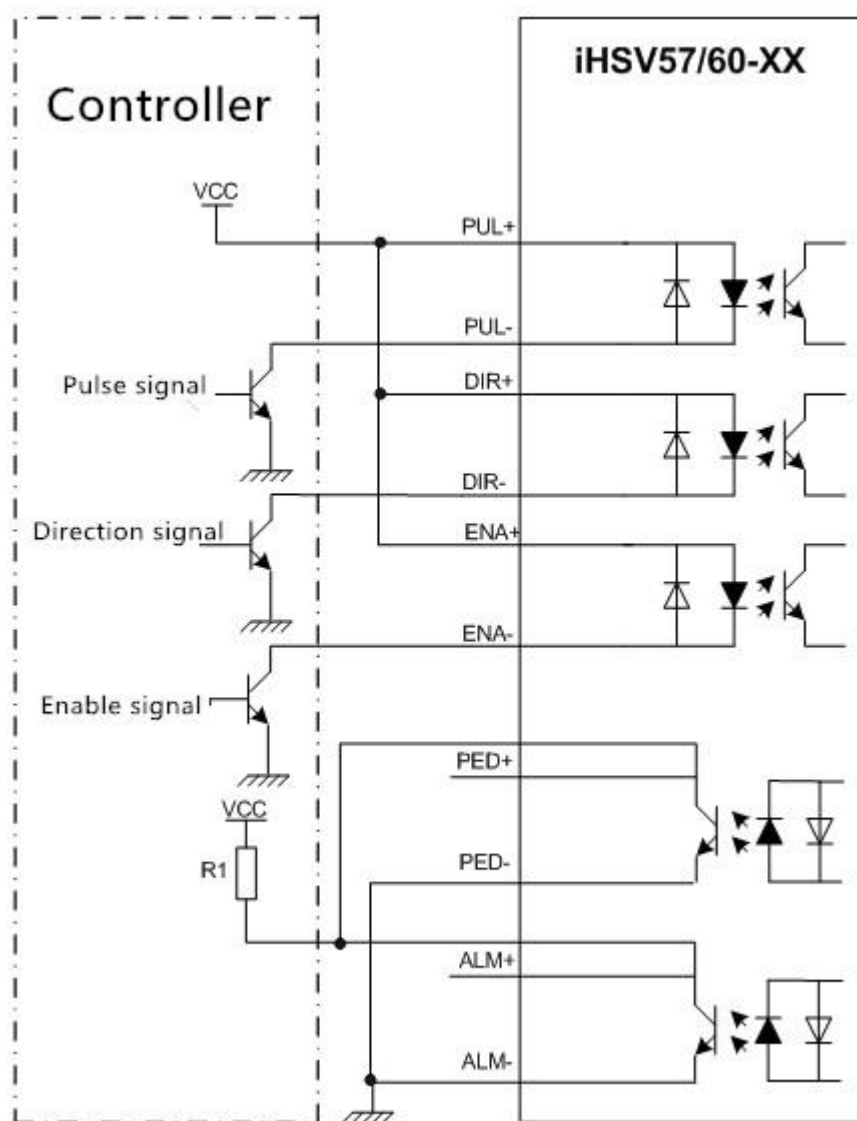 iHSV57/60-XX
Controller
VCC
PUL+
PUL-
Pulse signal
DIR+
DIR-
Direction signal
ENA+
ENA-
Enable signal
PED+
VCC
R1
PED-
ALM+
ALM-